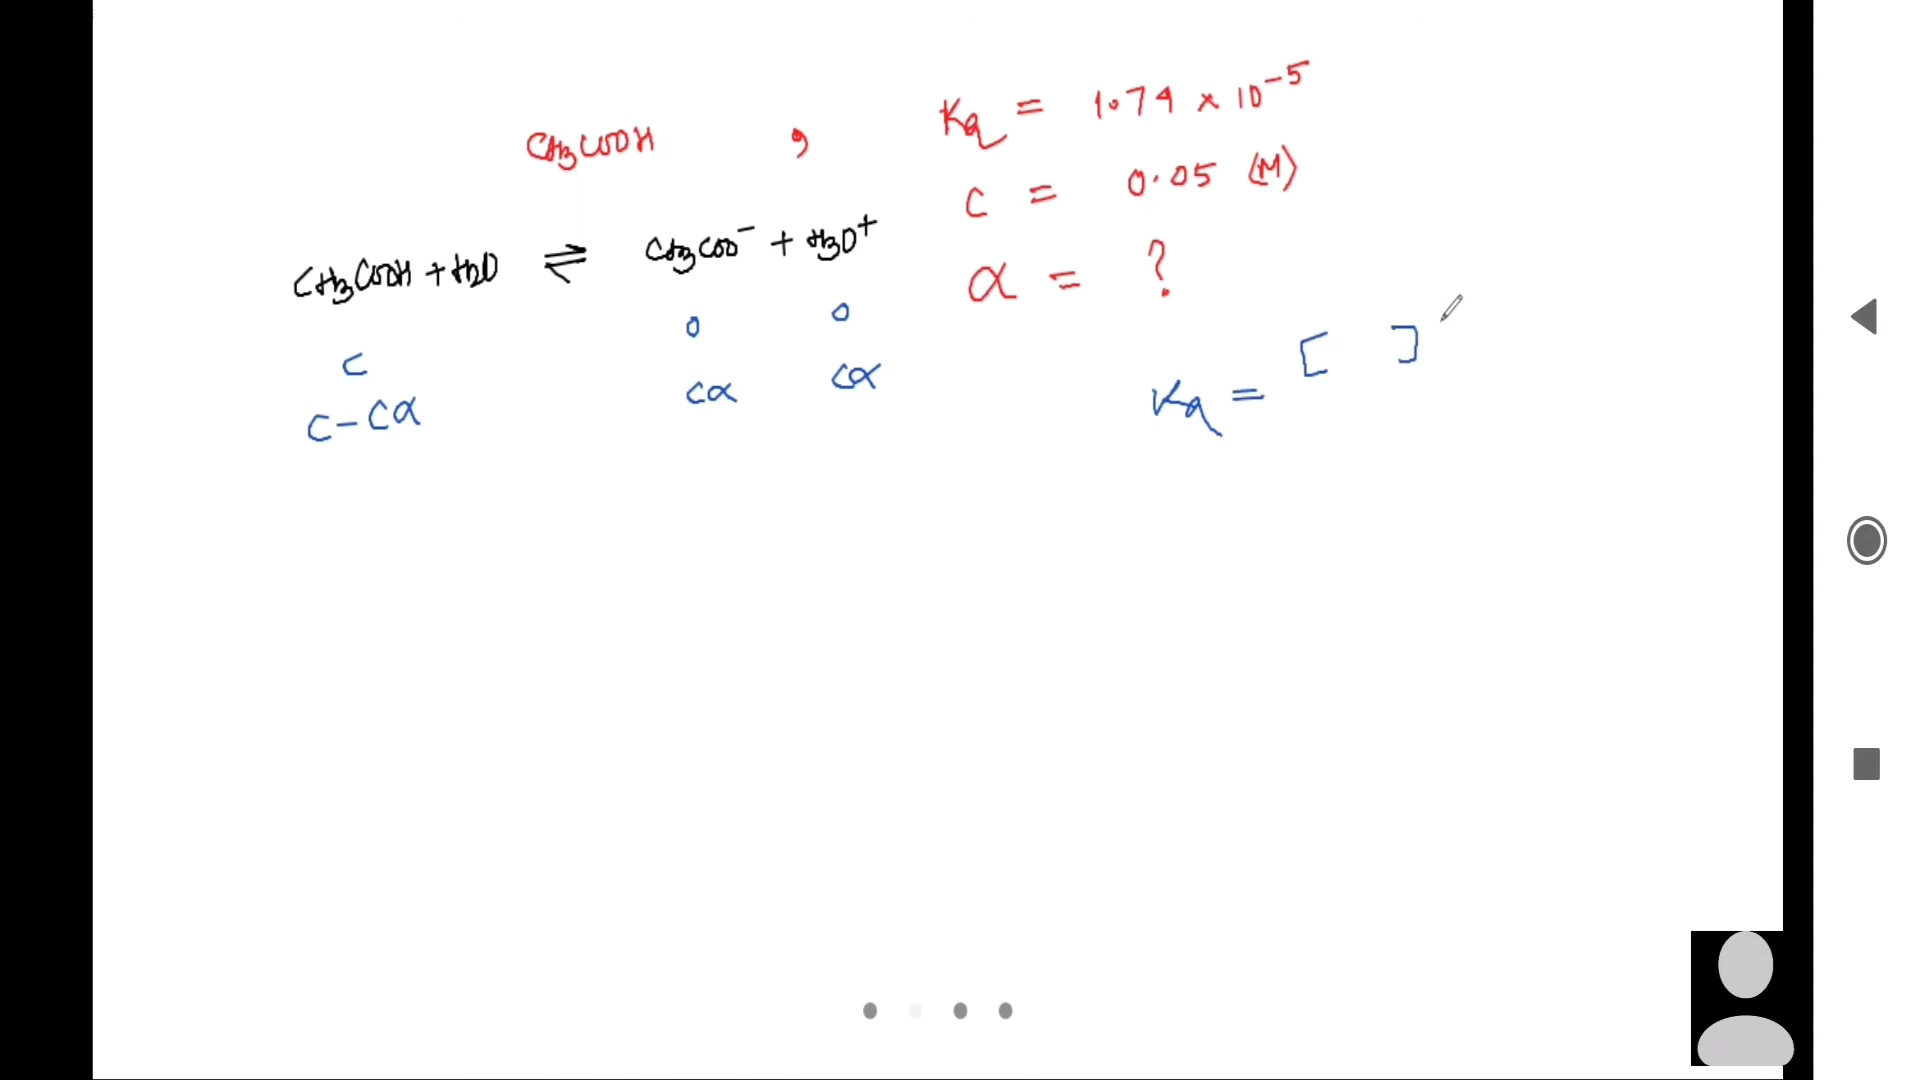 CH3COOH , Ka = 1.74 × 10⁻⁵
C = 0.05 (M)
CH3COOH + H2O ⇌ CH3COO⁻ + H3O⁺
α = ?
C 0 0
C-Cα Cα Cα
Ka = [ ]